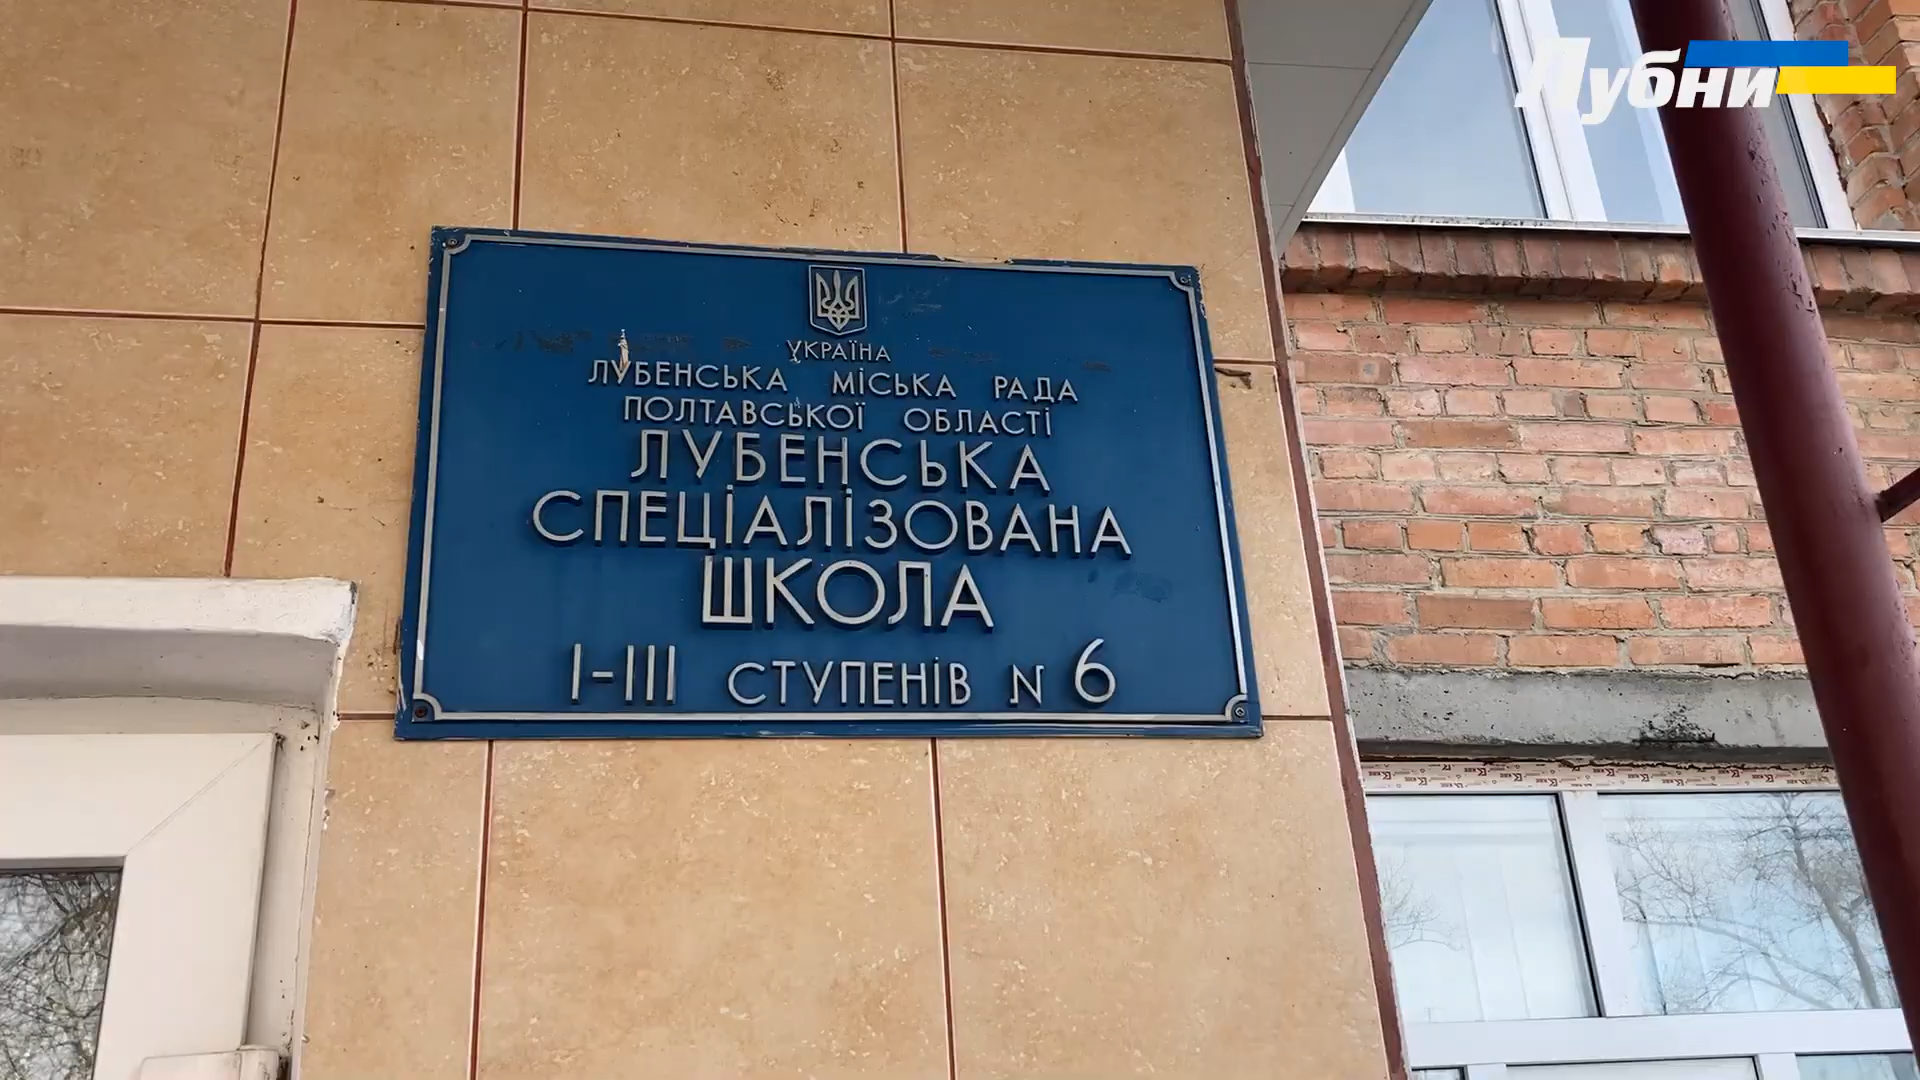 Лубни
УКРАЇНА
ЛУБЕНСЬКА МІСЬКА РАДА
ПОЛТАВСЬКОЇ ОБЛАСТІ
ЛУБЕНСЬКА
СПЕЦІАЛІЗОВАНА
ШКОЛА
І-ІІІ СТУПЕНІВ N 6